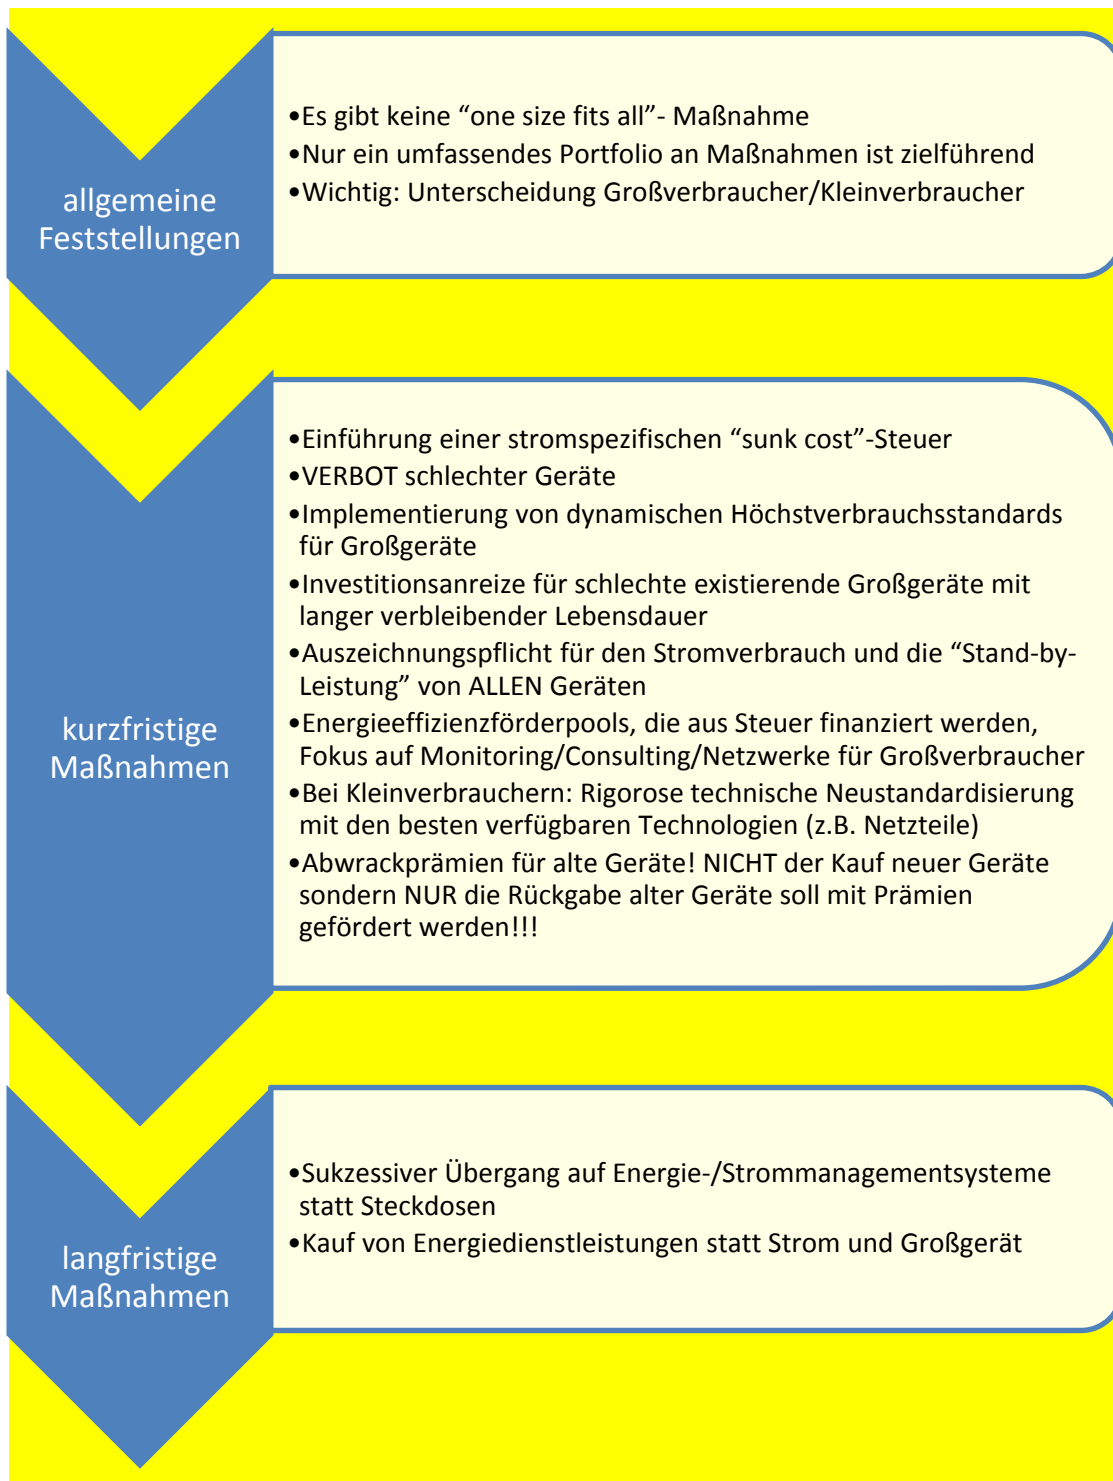 allgemeine
Feststellungen
•Es gibt keine “one size fits all”- Maßnahme
•Nur ein umfassendes Portfolio an Maßnahmen ist zielführend
•Wichtig: Unterscheidung Großverbraucher/Kleinverbraucher
kurzfristige
Maßnahmen
•Einführung einer stromspezifischen “sunk cost”-Steuer
•VERBOT schlechter Geräte
•Implementierung von dynamischen Höchstverbrauchsstandards
für Großgeräte
•Investitionsanreize für schlechte existierende Großgeräte mit
langer verbleibender Lebensdauer
•Auszeichnungspflicht für den Stromverbrauch und die “Stand-by-
Leistung” von ALLEN Geräten
•Energieeffizienzförderpools, die aus Steuer finanziert werden,
Fokus auf Monitoring/Consulting/Netzwerke für Großverbraucher
•Bei Kleinverbrauchern: Rigorose technische Neustandardisierung
mit den besten verfügbaren Technologien (z.B. Netzteile)
•Abwrackprämien für alte Geräte! NICHT der Kauf neuer Geräte
sondern NUR die Rückgabe alter Geräte soll mit Prämien
gefördert werden!!!
langfristige
Maßnahmen
•Sukzessiver Übergang auf Energie-/Strommanagementsysteme
statt Steckdosen
•Kauf von Energiedienstleistungen statt Strom und Großgerät